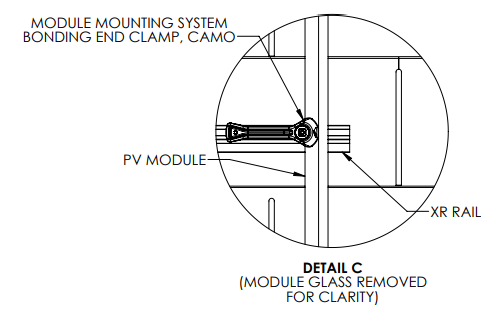 MODULE MOUNTING SYSTEM
BONDING END CLAMP, CAMO
PV MODULE
XR RAIL
DETAIL C
(MODULE GLASS REMOVED
FOR CLARITY)